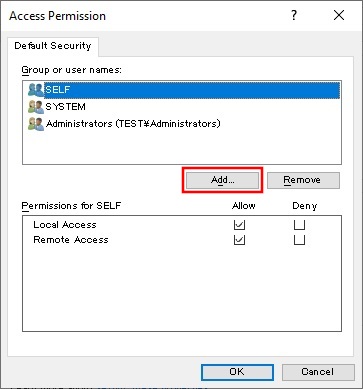 Access Permission
Default Security
Group or user names:
SELF
SYSTEM
Administrators (TEST¥Administrators)
Add...
Remove
Permissions for SELF Allow Deny
Local Access
Remote Access
OK
Cancel